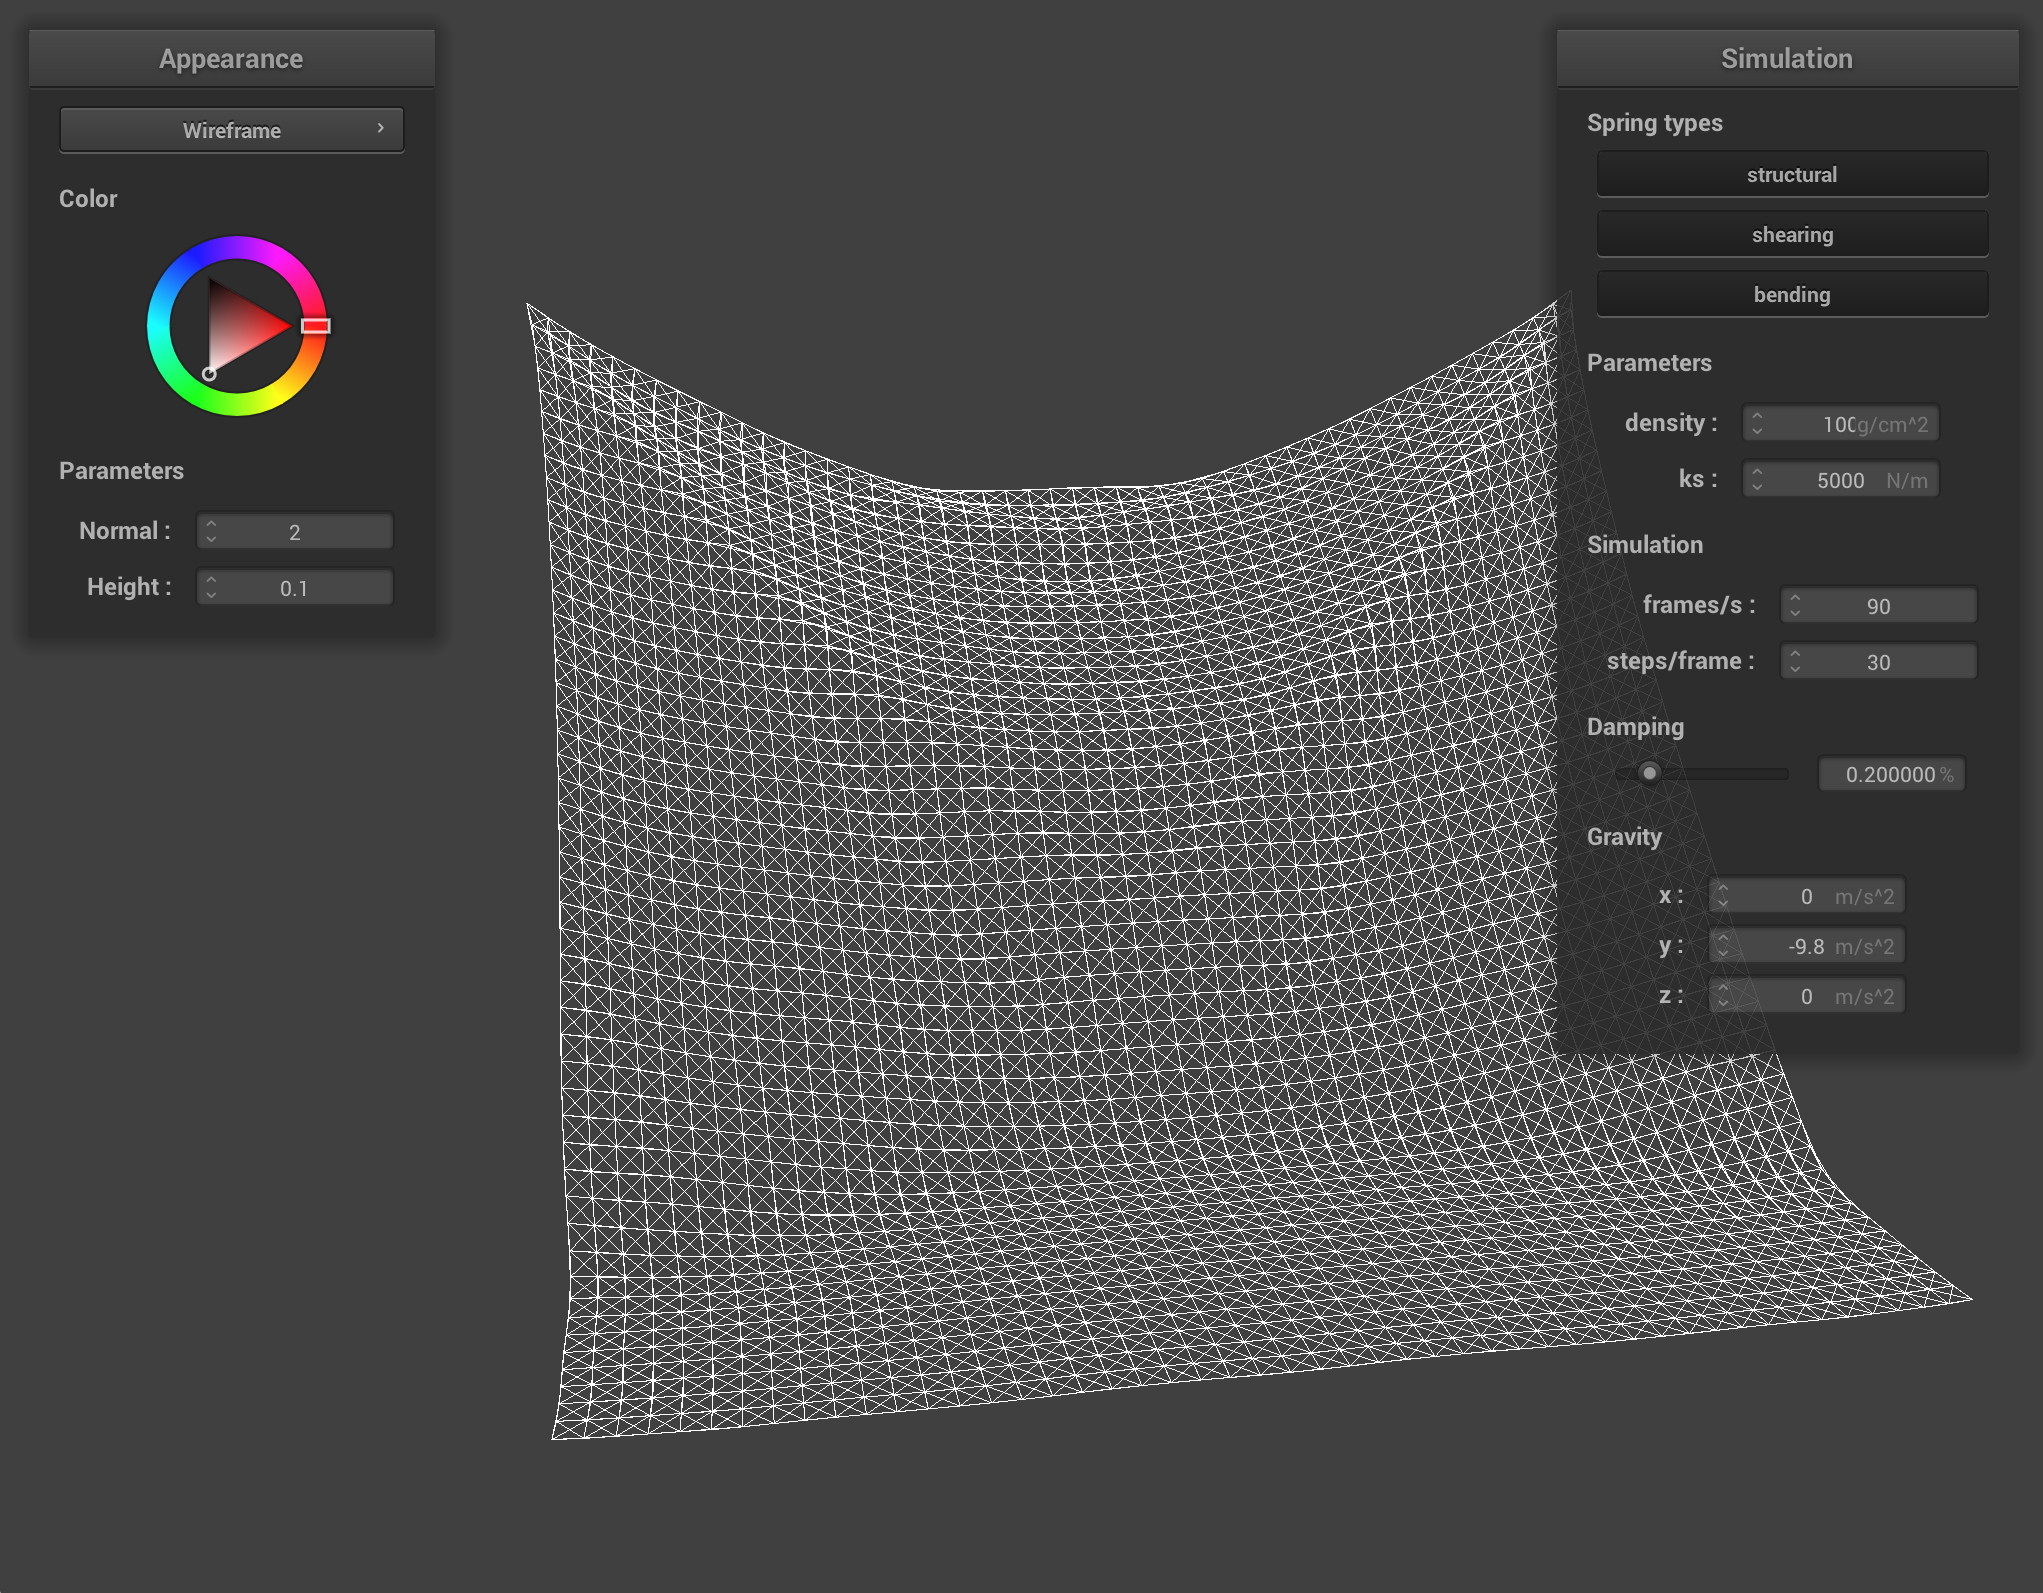 Appearance
Wireframe
Color
Parameters
Normal : 2
Height : 0.1
Simulation
Spring types
structural
shearing
bending
Parameters
density : 100 g/cm^2
ks : 5000 N/m
Simulation
frames/s : 90
steps/frame : 30
Damping
0.200000 %
Gravity
x : 0 m/s^2
y : -9.8 m/s^2
z : 0 m/s^2